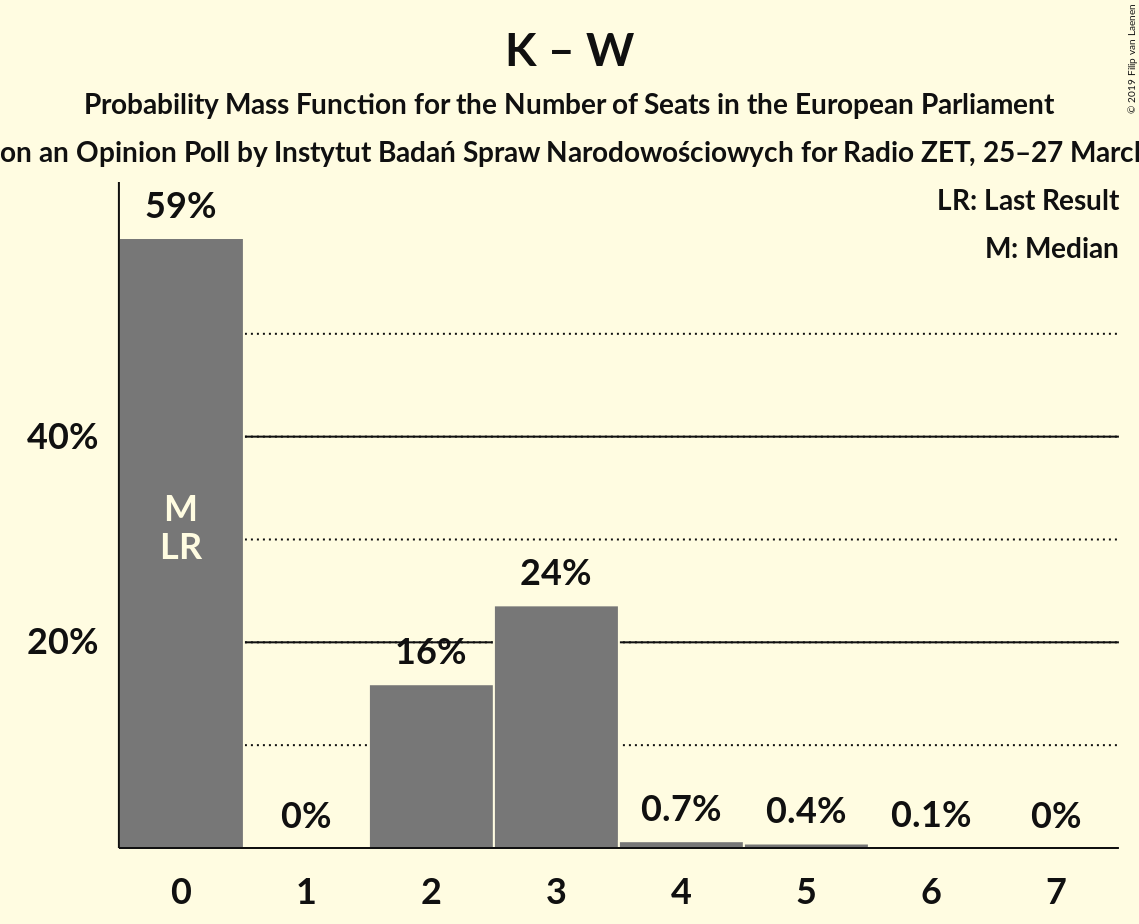 K – W
Probability Mass Function for the Number of Seats in the European Parliament
on an Opinion Poll by Instytut Badań Spraw Narodowościowych for Radio ZET, 25–27 March
© 2019 Filip van Laenen
LR: Last Result
M: Median
59%
40%
M
LR
24%
20%
16%
0%
0.7%
0.4%
0.1%
0%
0 1 2 3 4 5 6 7